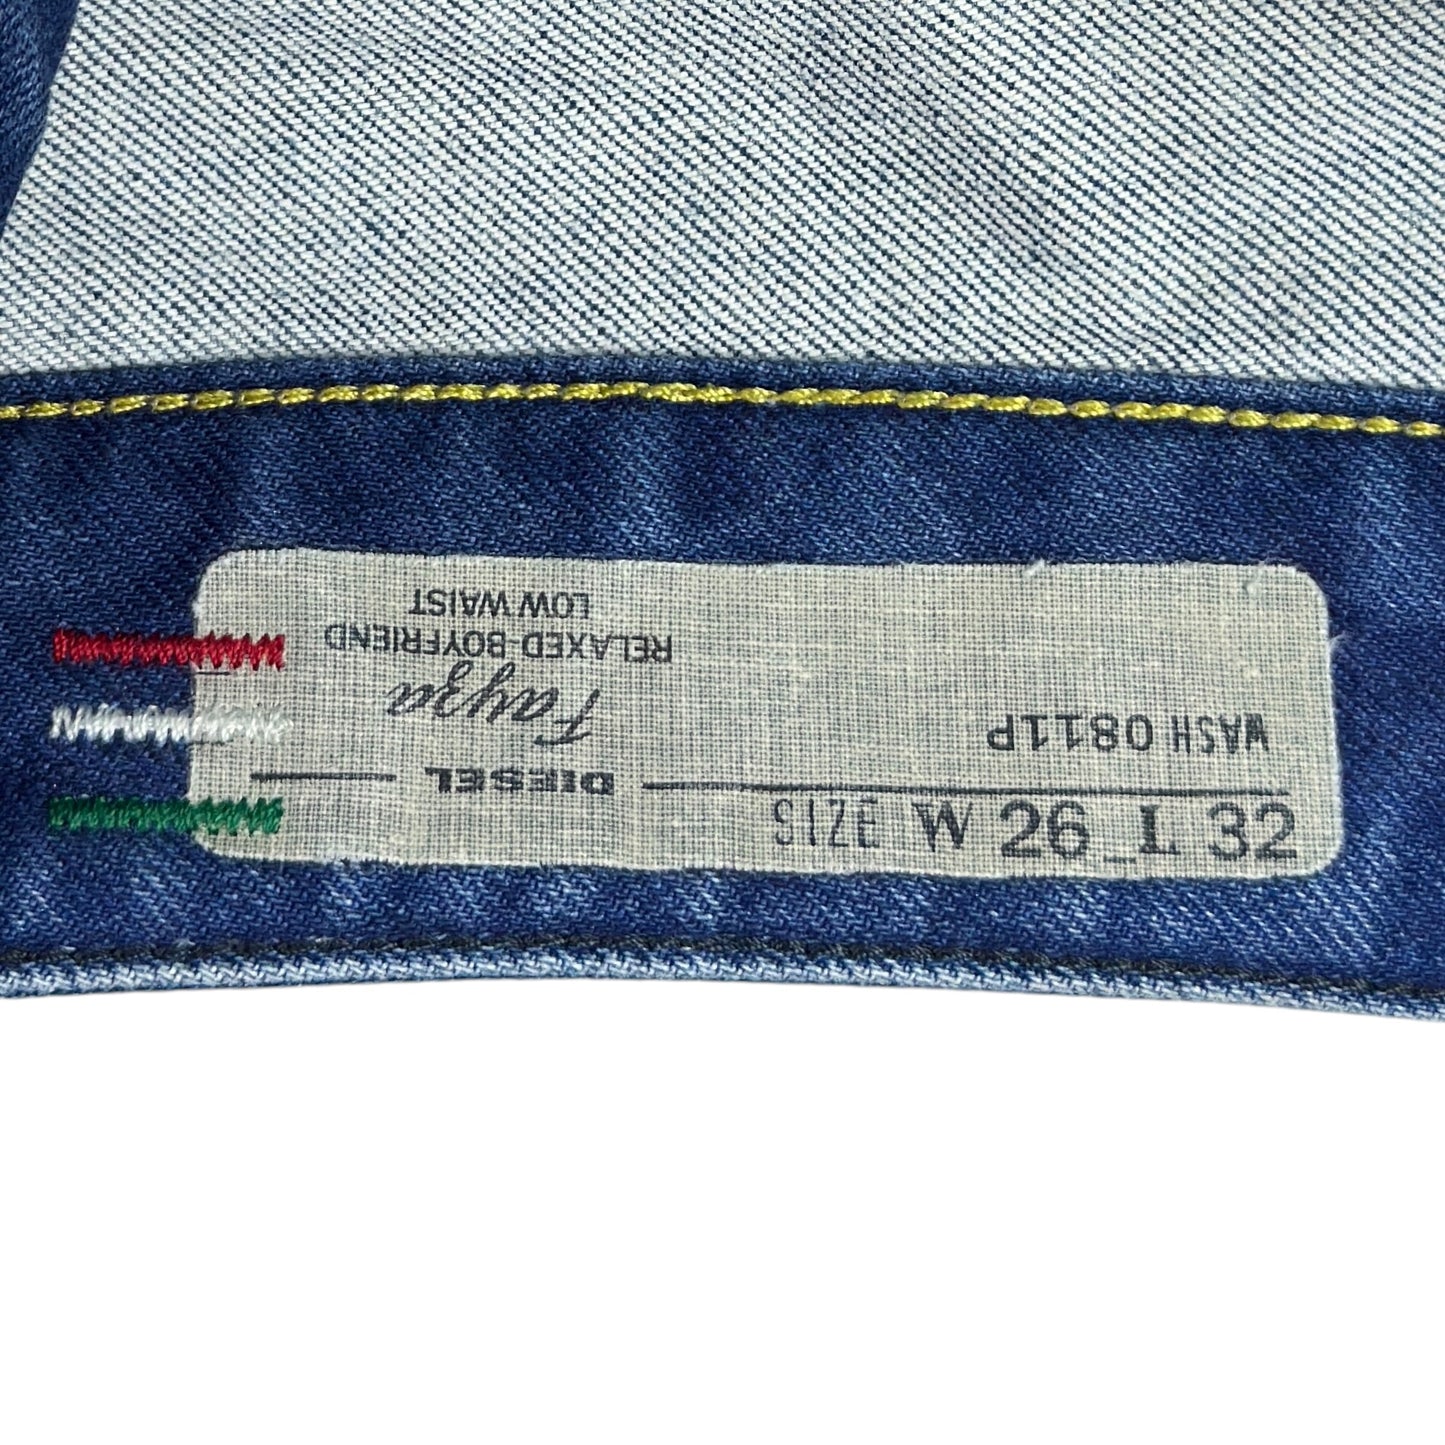 SIZE W 26 L 32
DIESEL
Fayza
RELAXED-BOYFRIEND
LOW WAIST
WASH 0811P